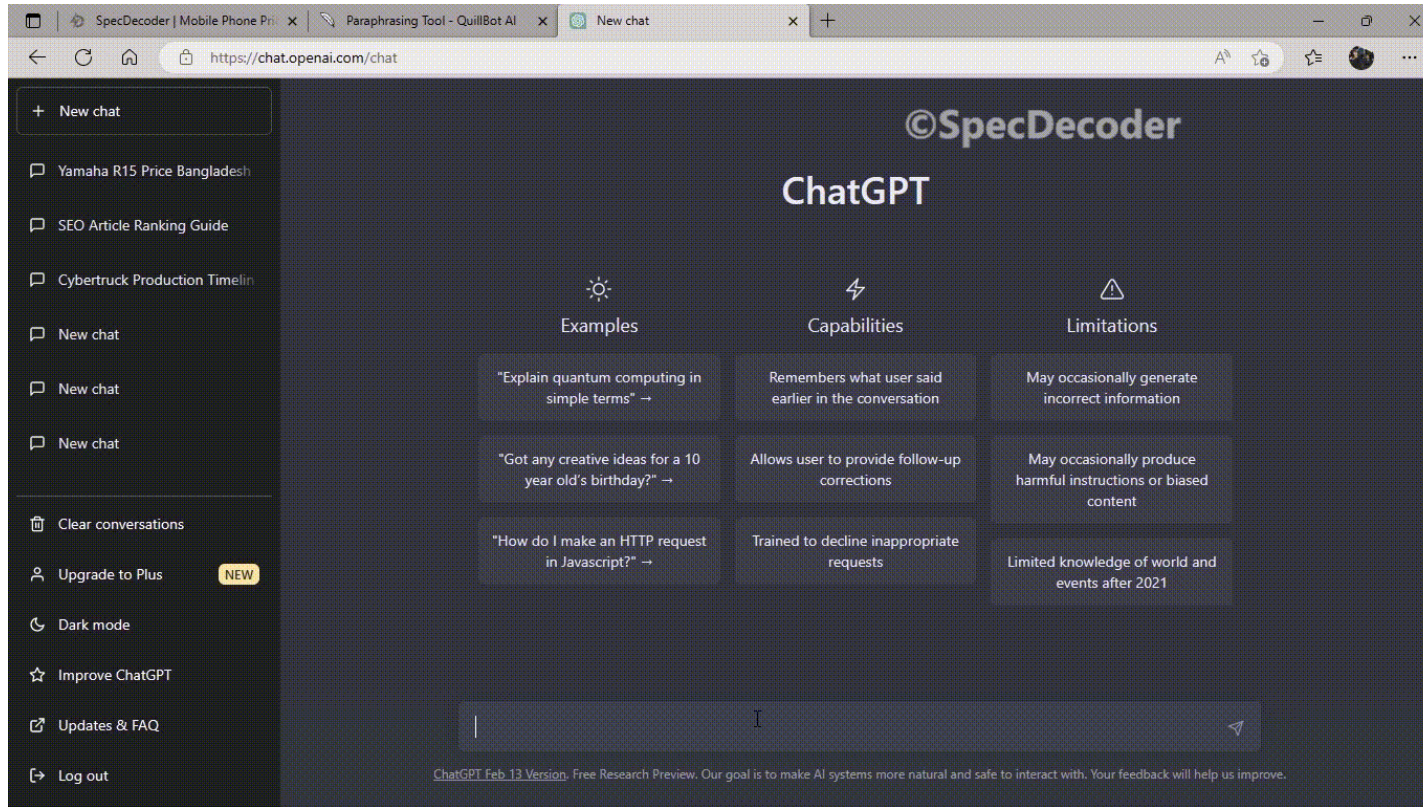 SpecDecoder | Mobile Phone Pri
Paraphrasing Tool - QuillBot AI
New chat
https://chat.openai.com/chat
New chat
Yamaha R15 Price Bangladesh
SEO Article Ranking Guide
Cybertruck Production Timelin
New chat
New chat
New chat
Clear conversations
Upgrade to Plus
NEW
Dark mode
Improve ChatGPT
Updates & FAQ
Log out
©SpecDecoder
ChatGPT
Examples
"Explain quantum computing in
simple terms" →
"Got any creative ideas for a 10
year old's birthday?" →
"How do I make an HTTP request
in Javascript?" →
Capabilities
Remembers what user said
earlier in the conversation
Allows user to provide follow-up
corrections
Trained to decline inappropriate
requests
Limitations
May occasionally generate
incorrect information
May occasionally produce
harmful instructions or biased
content
Limited knowledge of world and
events after 2021
ChatGPT Feb 13 Version. Free Research Preview. Our goal is to make AI systems more natural and safe to interact with. Your feedback will help us improve.